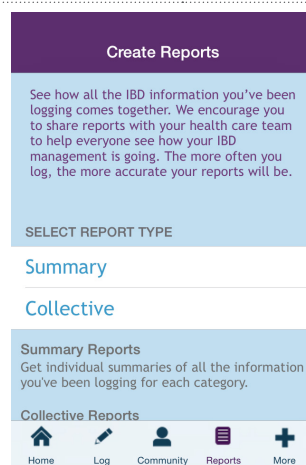 Create Reports
See how all the IBD information you've been
logging comes together. We encourage you
to share reports with your health care team
to help everyone see how your IBD
management is going. The more often you
log, the more accurate your reports will be.
SELECT REPORT TYPE
Summary
Collective
Summary Reports
Get individual summaries of all the information
you've been logging for each category.
Collective Reports
Home Log Community Reports More